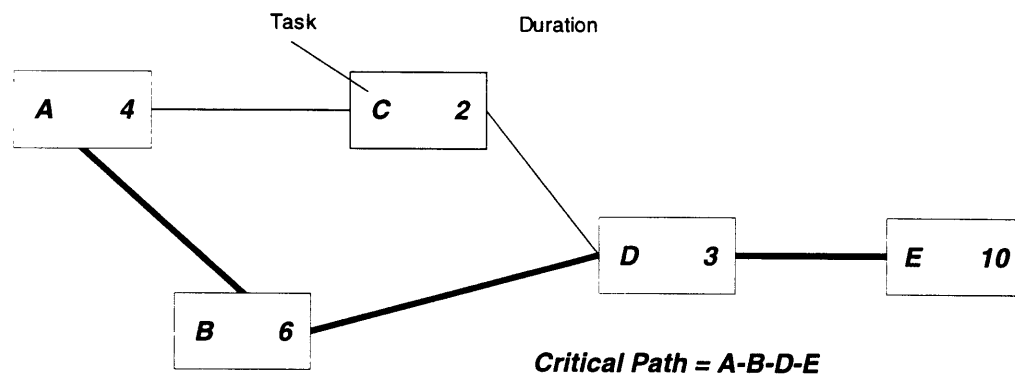 Task Duration
A 4
C 2
D 3
E 10
B 6
Critical Path = A-B-D-E